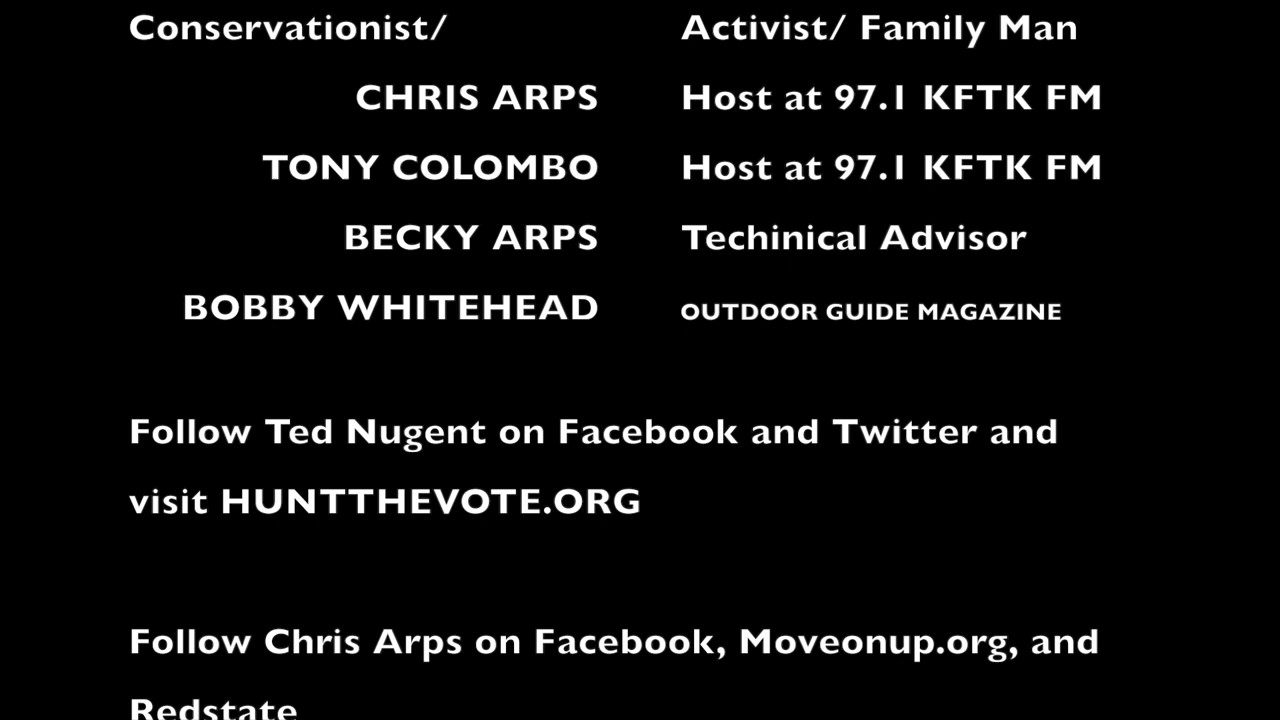 Conservationist/ Activist/ Family Man
CHRIS ARPS Host at 97.1 KFTK FM
TONY COLOMBO Host at 97.1 KFTK FM
BECKY ARPS Techinical Advisor
BOBBY WHITEHEAD OUTDOOR GUIDE MAGAZINE
Follow Ted Nugent on Facebook and Twitter and
visit HUNTTHEVOTE.ORG
Follow Chris Arps on Facebook, Moveonup.org, and
Redstate